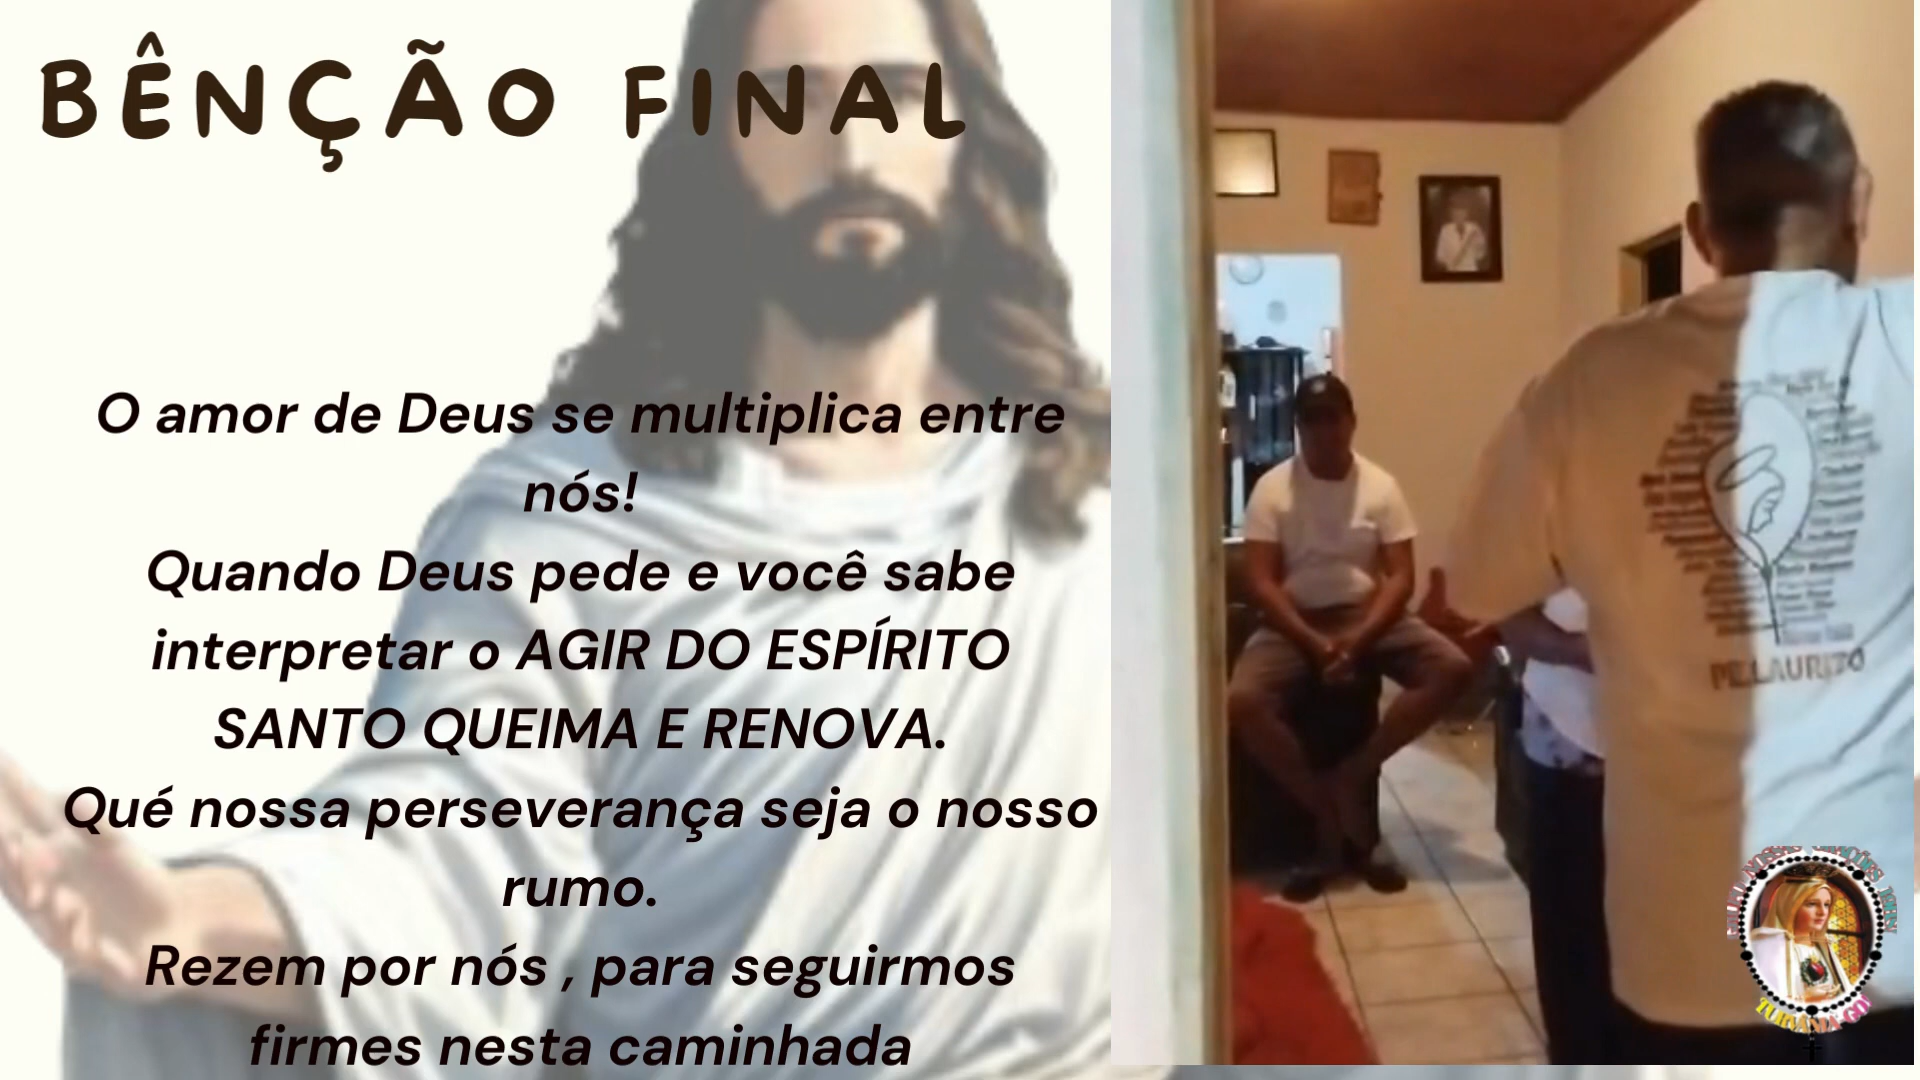 BÊNÇÃO FINAL
O amor de Deus se multiplica entre
nós!
Quando Deus pede e você sabe
interpretar o AGIR DO ESPÍRITO
SANTO QUEIMA E RENOVA.
Qué nossa perseverança seja o nosso
rumo.
Rezem por nós , para seguirmos
firmes nesta caminhada